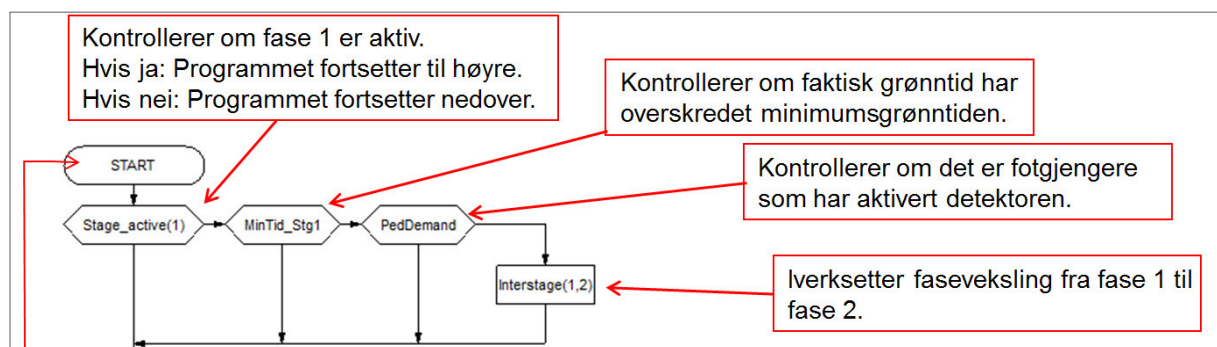 Kontrollerer om fase 1 er aktiv.
Hvis ja: Programmet fortsetter til høyre.
Hvis nei: Programmet fortsetter nedover.
Kontrollerer om faktisk grønntid har
overskredet minimumsgrønntiden.
Kontrollerer om det er fotgjengere
som har aktivert detektoren.
START
Stage_active(1)
MinTid_Stg1
PedDemand
Interstage(1,2)
Iverksetter faseveksling fra fase 1 til
fase 2.